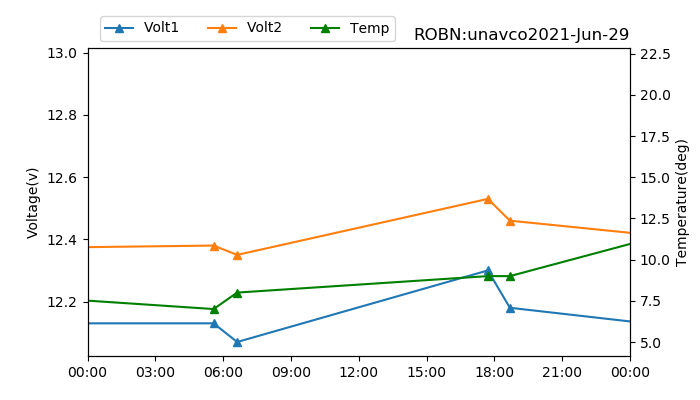 Volt1 Volt2 Temp
ROBN:unavco2021-Jun-29
13.0
12.8
12.6
12.4
12.2
Voltage(v)
22.5
20.0
17.5
15.0
12.5
10.0
7.5
5.0
Temperature(deg)
00:00 03:00 06:00 09:00 12:00 15:00 18:00 21:00 00:00